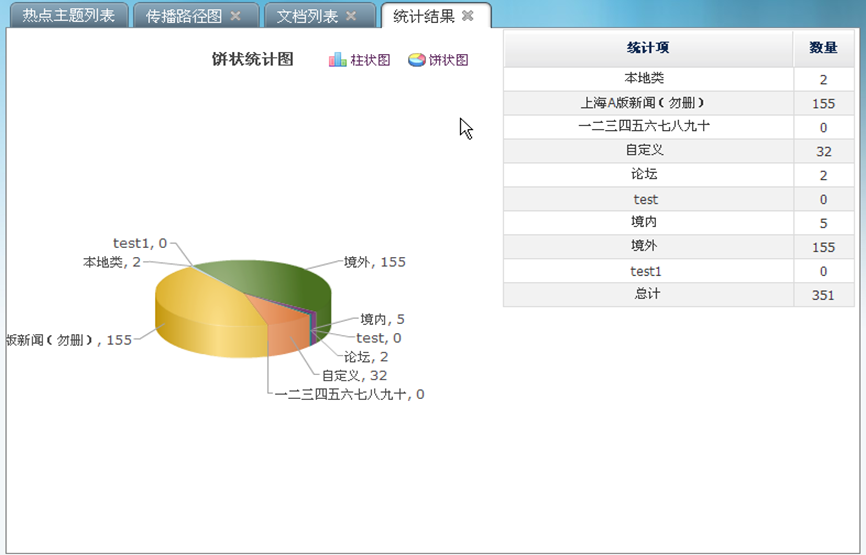 热点主题列表
传播路径图
文档列表
统计结果
饼状统计图
柱状图
饼状图
test1, 0
本地类, 2
境外, 155
境内, 5
版新闻（勿删）, 155
test, 0
论坛, 2
自定义, 32
一二三四五六七八九十, 0
统计项 数量
本地类 2
上海A版新闻（勿删） 155
一二三四五六七八九十 0
自定义 32
论坛 2
test 0
境内 5
境外 155
test1 0
总计 351